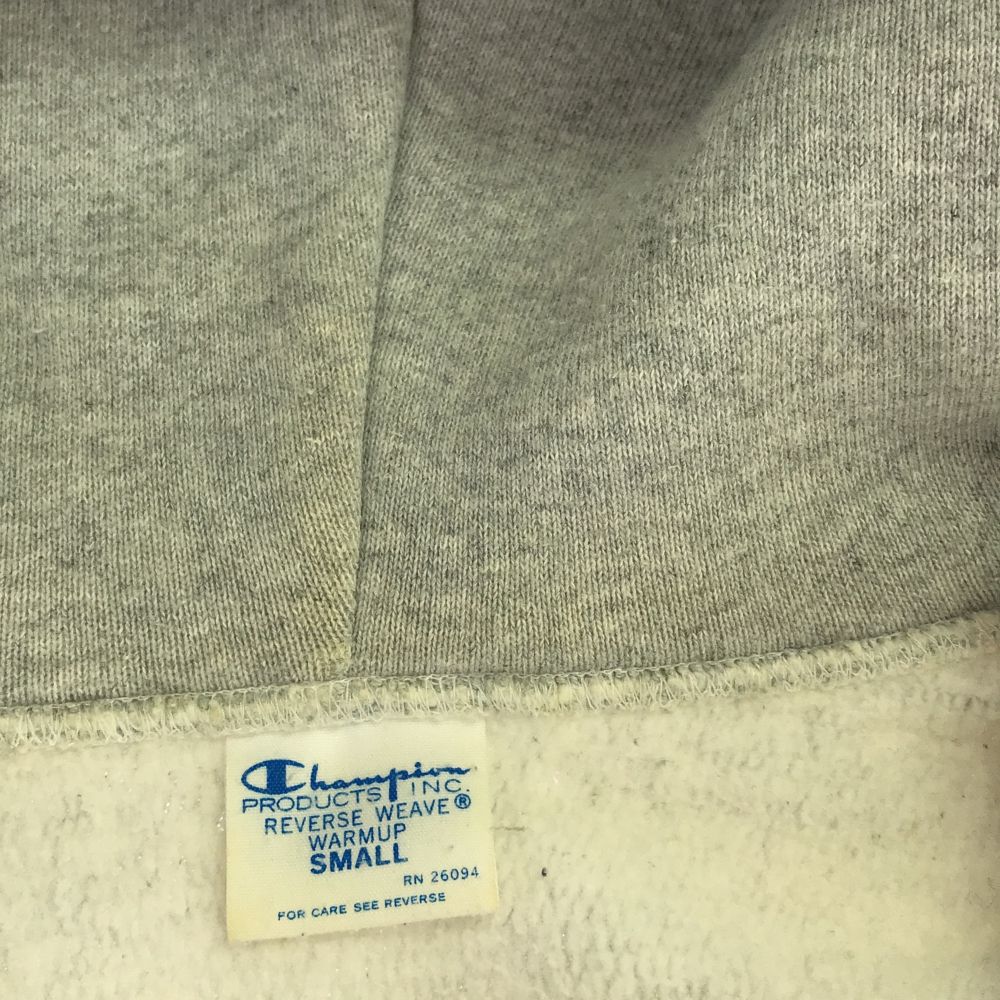 Champion
PRODUCTS INC.
REVERSE WEAVE®
WARMUP
SMALL
RN 26094
FOR CARE SEE REVERSE